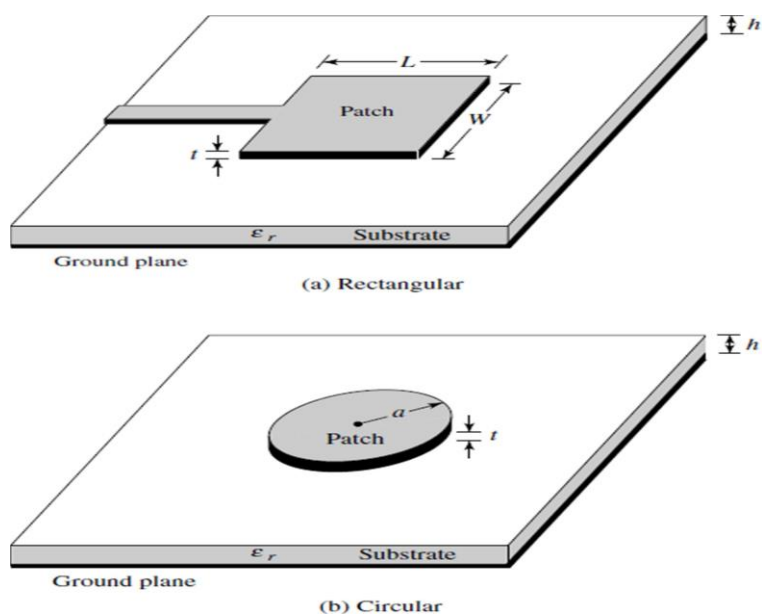 h
L
Patch
W
t
εr Substrate
Ground plane
(a) Rectangular
h
a
Patch
t
εr Substrate
Ground plane
(b) Circular